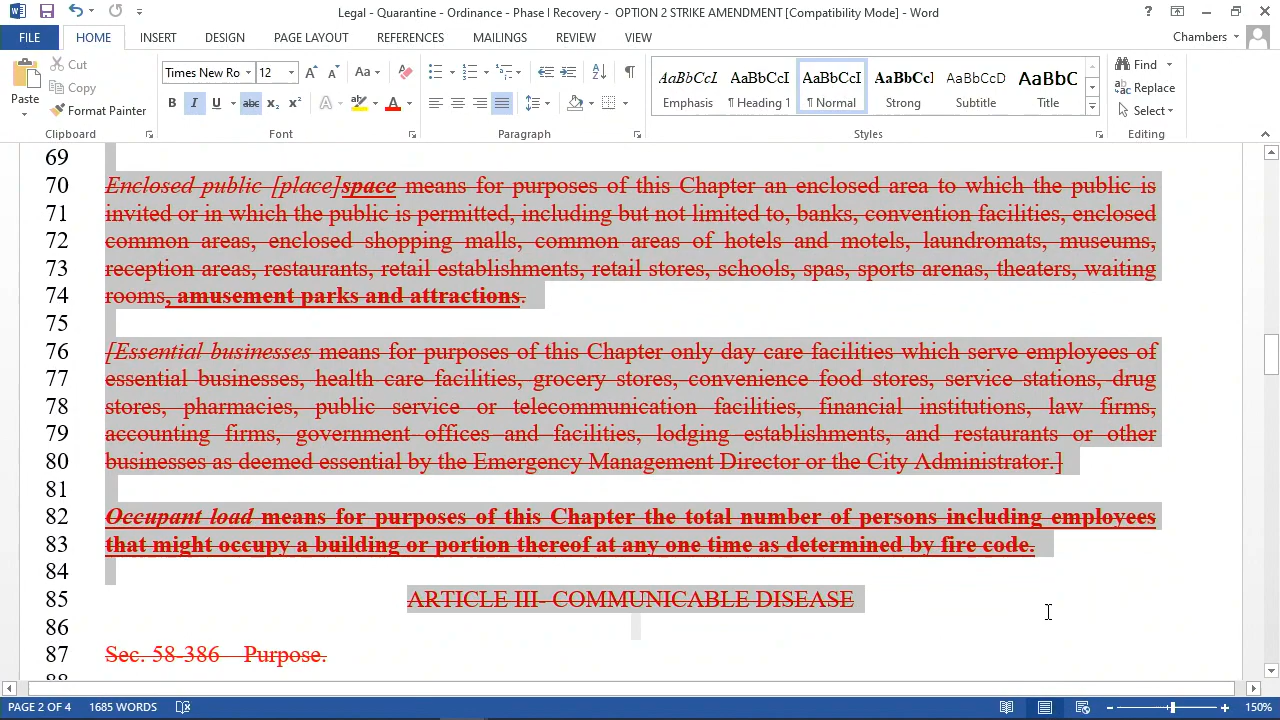 Legal - Quarantine - Ordinance - Phase I Recovery - OPTION 2 STRIKE AMENDMENT [Compatibility Mode] - Word
FILE HOME INSERT DESIGN PAGE LAYOUT REFERENCES MAILINGS REVIEW VIEW Chambers
Paste
Cut
Copy
Format Painter
Clipboard
Times New Ro 12
Font
Paragraph
AaBbCcI AaBbCcI AaBbCcI AaBbCcI AaBbCcD AaBbC
Emphasis ¶ Heading 1 ¶ Normal Strong Subtitle Title
Styles
Find
Replace
Select
Editing
69
70 Enclosed public [place]space means for purposes of this Chapter an enclosed area to which the public is
71 invited or in which the public is permitted, including but not limited to, banks, convention facilities, enclosed
72 common areas, enclosed shopping malls, common areas of hotels and motels, laundromats, museums,
73 reception areas, restaurants, retail establishments, retail stores, schools, spas, sports arenas, theaters, waiting
74 rooms, amusement parks and attractions.
75
76 [Essential businesses means for purposes of this Chapter only day care facilities which serve employees of
77 essential businesses, health care facilities, grocery stores, convenience food stores, service stations, drug
78 stores, pharmacies, public service or telecommunication facilities, financial institutions, law firms,
79 accounting firms, government offices and facilities, lodging establishments, and restaurants or other
80 businesses as deemed essential by the Emergency Management Director or the City Administrator.]
81
82 Occupant load means for purposes of this Chapter the total number of persons including employees
83 that might occupy a building or portion thereof at any one time as determined by fire code.
84
85 ARTICLE III- COMMUNICABLE DISEASE
86
87 Sec. 58-386 Purpose.
PAGE 2 OF 4 1685 WORDS 150%